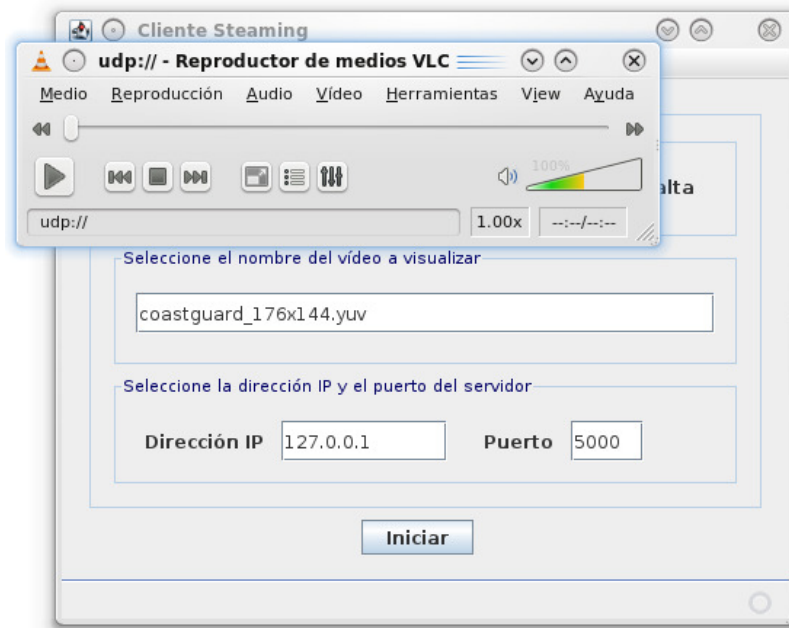 Cliente Steaming
udp:// - Reproductor de medios VLC
Medio Reproducción Audio Vídeo Herramientas View Ayuda
100%
alta
udp:// 1.00x --:--/--:--
Seleccione el nombre del vídeo a visualizar
coastguard_176x144.yuv
Seleccione la dirección IP y el puerto del servidor
Dirección IP 127.0.0.1 Puerto 5000
Iniciar